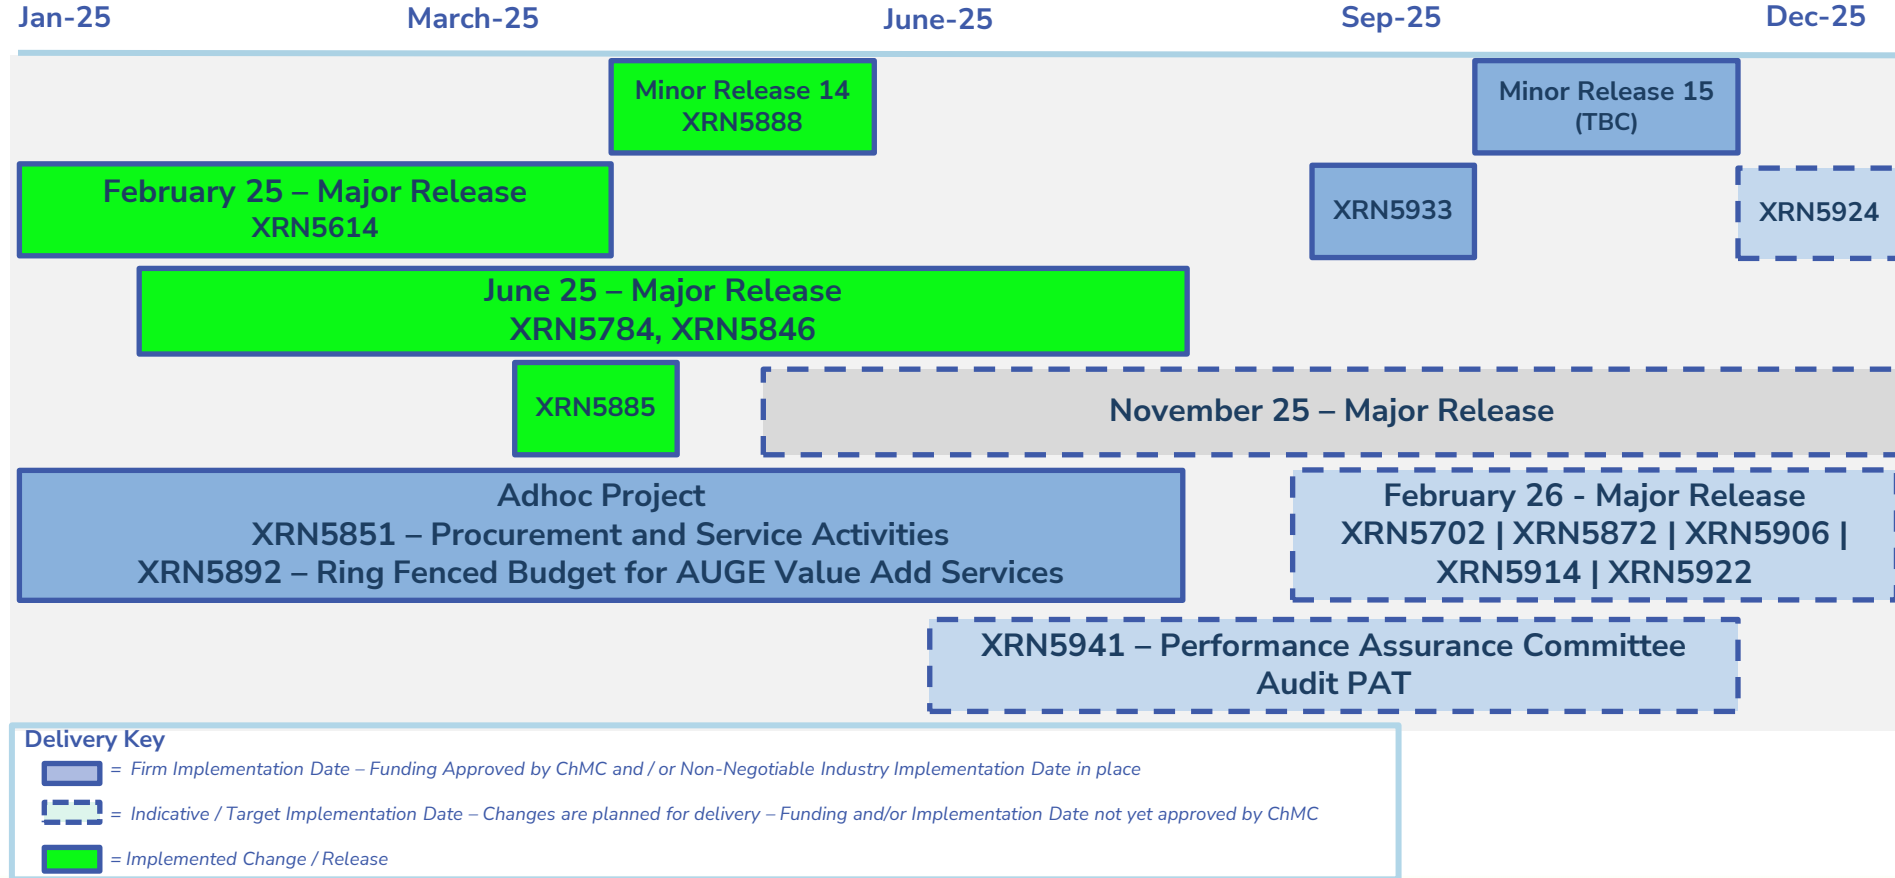 Jan-25
March-25
June-25
Sep-25
Dec-25
Minor Release 14
XRN5888
Minor Release 15
(TBC)
February 25 – Major Release
XRN5614
XRN5933
XRN5924
June 25 – Major Release
XRN5784, XRN5846
XRN5885
November 25 – Major Release
Adhoc Project
XRN5851 – Procurement and Service Activities
XRN5892 – Ring Fenced Budget for AUGE Value Add Services
February 26 - Major Release
XRN5702 | XRN5872 | XRN5906 |
XRN5914 | XRN5922
XRN5941 – Performance Assurance Committee
Audit PAT
Delivery Key
= Firm Implementation Date – Funding Approved by ChMC and / or Non-Negotiable Industry Implementation Date in place
= Indicative / Target Implementation Date – Changes are planned for delivery – Funding and/or Implementation Date not yet approved by ChMC
= Implemented Change / Release